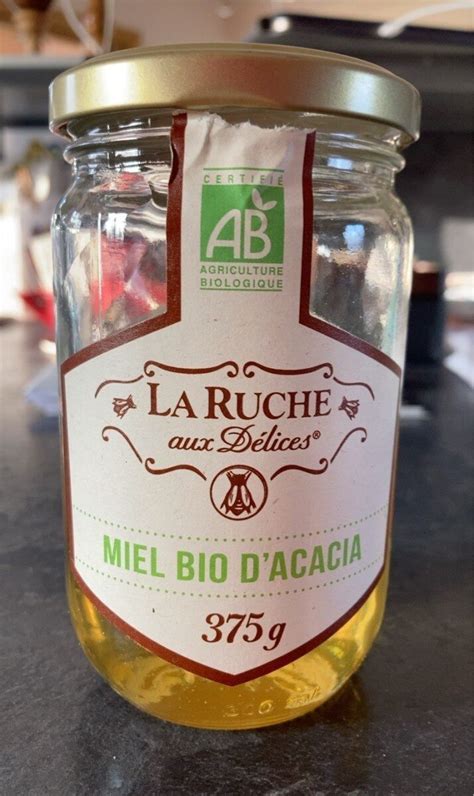 CERTIFIÉ
AB
AGRICULTURE
BIOLOGIQUE
LA RUCHE
aux Délices®
MIEL BIO D'ACACIA
375g